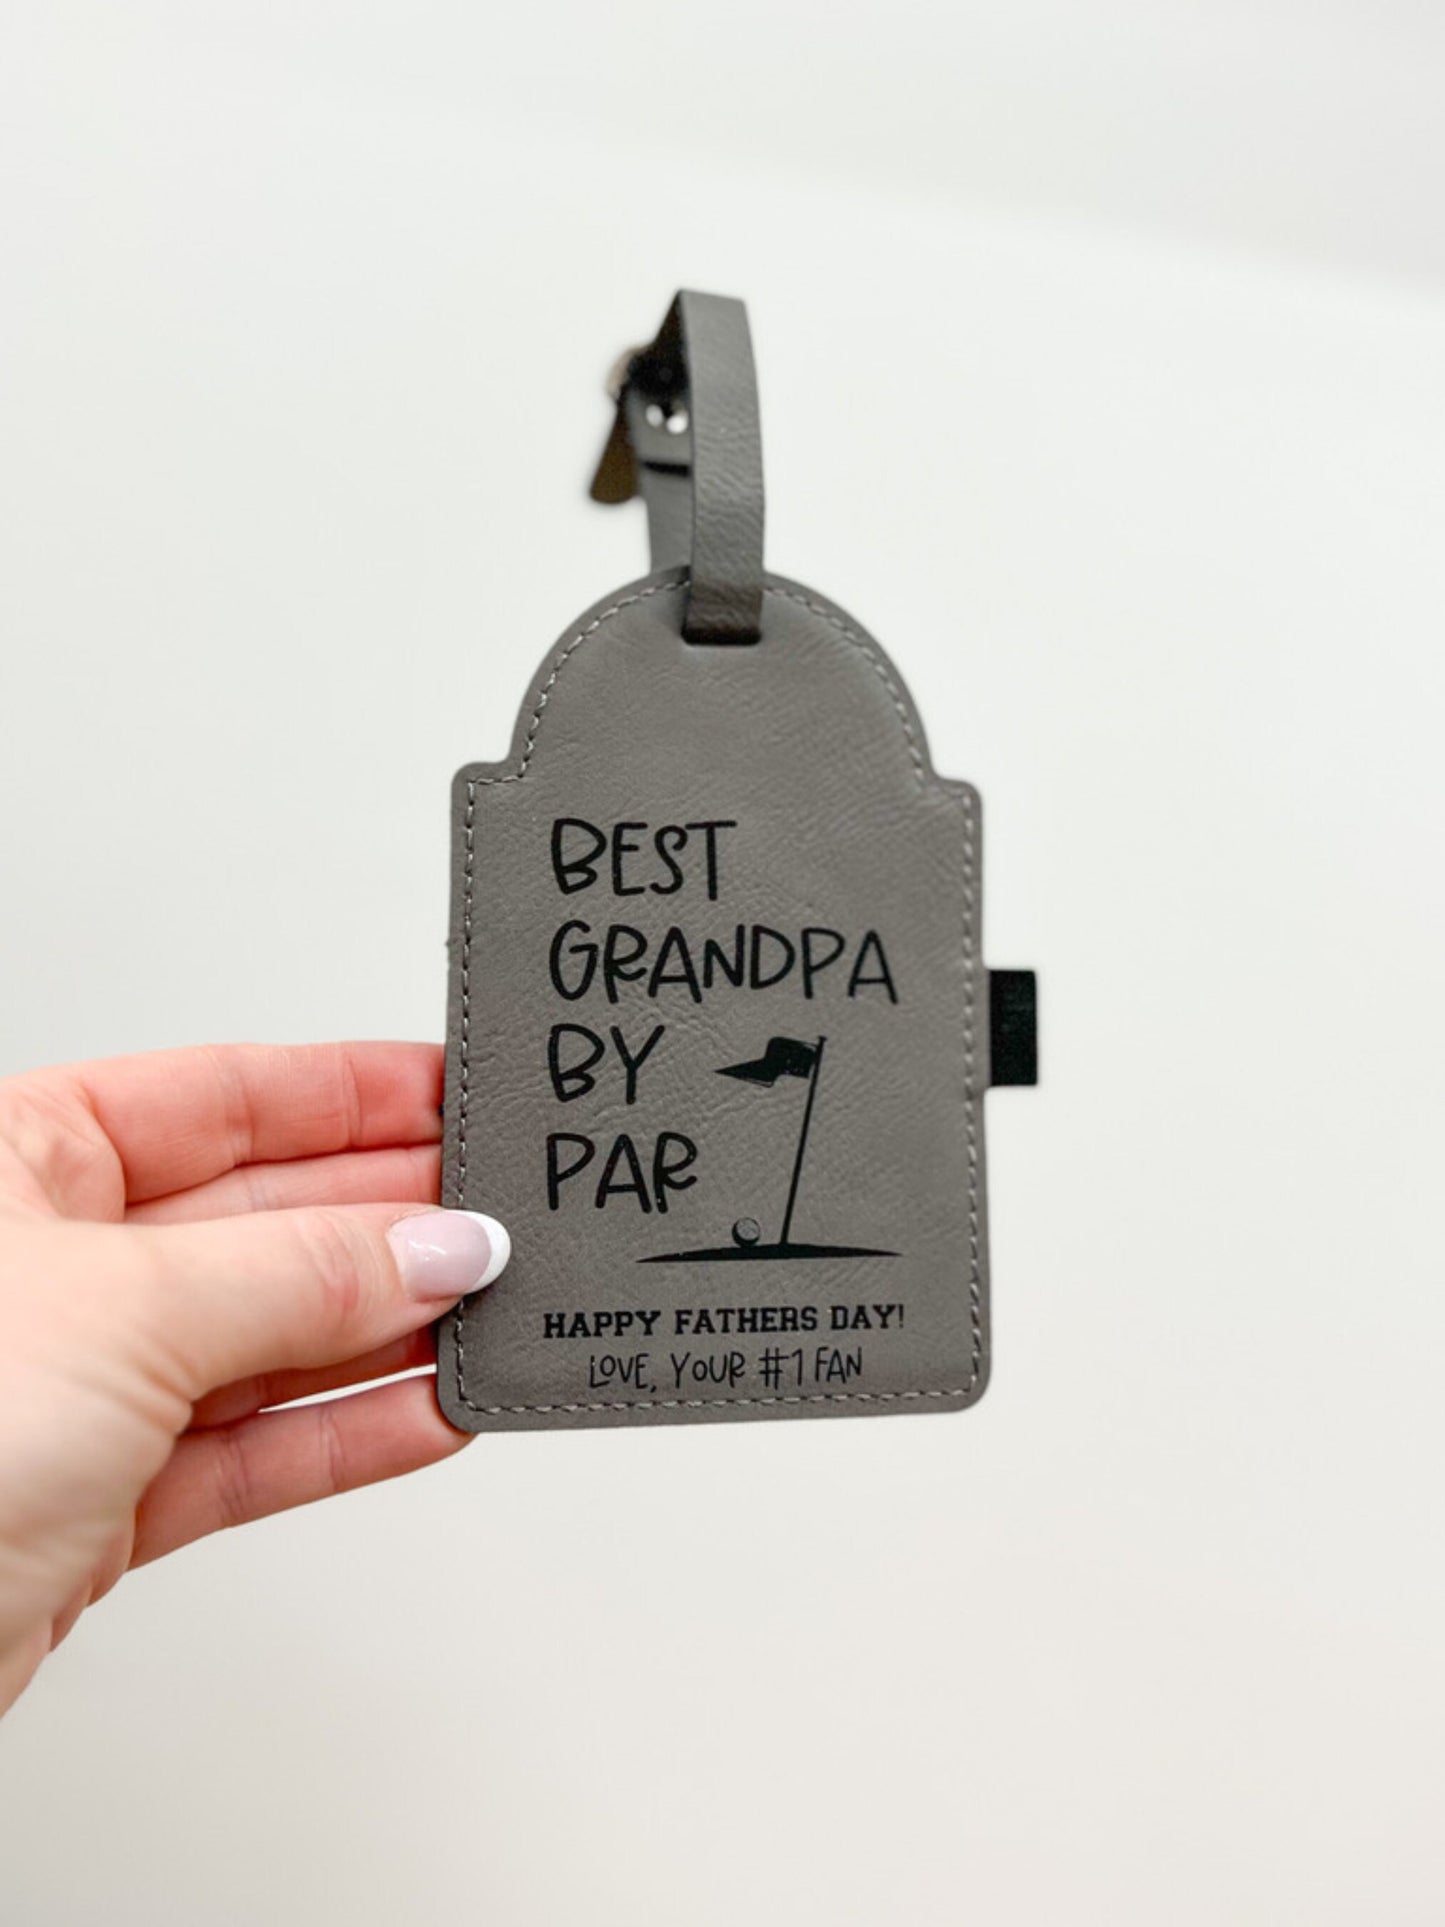 BEST
GRANDPA
BY
PAR
HAPPY FATHERS DAY!
LOVE, YOUR #1 FAN